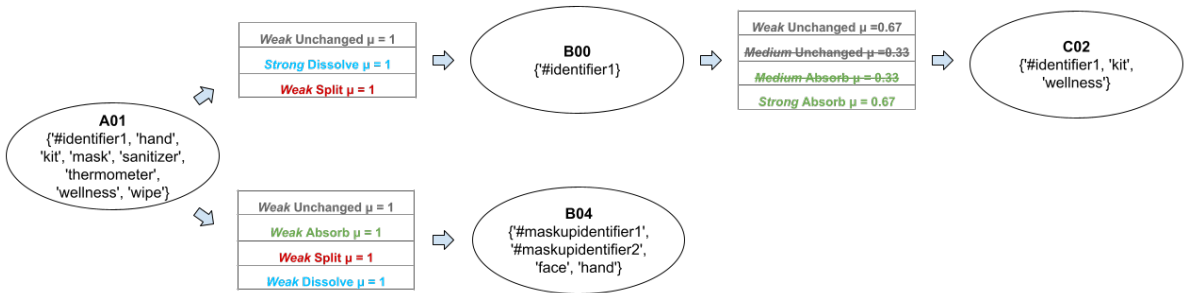 A01
{'#identifier1, 'hand',
'kit', 'mask', 'sanitizer',
'thermometer',
'wellness', 'wipe'}
Weak Unchanged μ = 1
Strong Dissolve μ = 1
Weak Split μ = 1
B00
{'#identifier1}
Weak Unchanged μ =0.67
Medium Unchanged μ =0.33
Medium Absorb μ = 0.33
Strong Absorb μ = 0.67
C02
{'#identifier1, 'kit',
'wellness'}
Weak Unchanged μ = 1
Weak Absorb μ = 1
Weak Split μ = 1
Weak Dissolve μ = 1
B04
{'#maskupidentifier1',
'#maskupidentifier2',
'face', 'hand'}